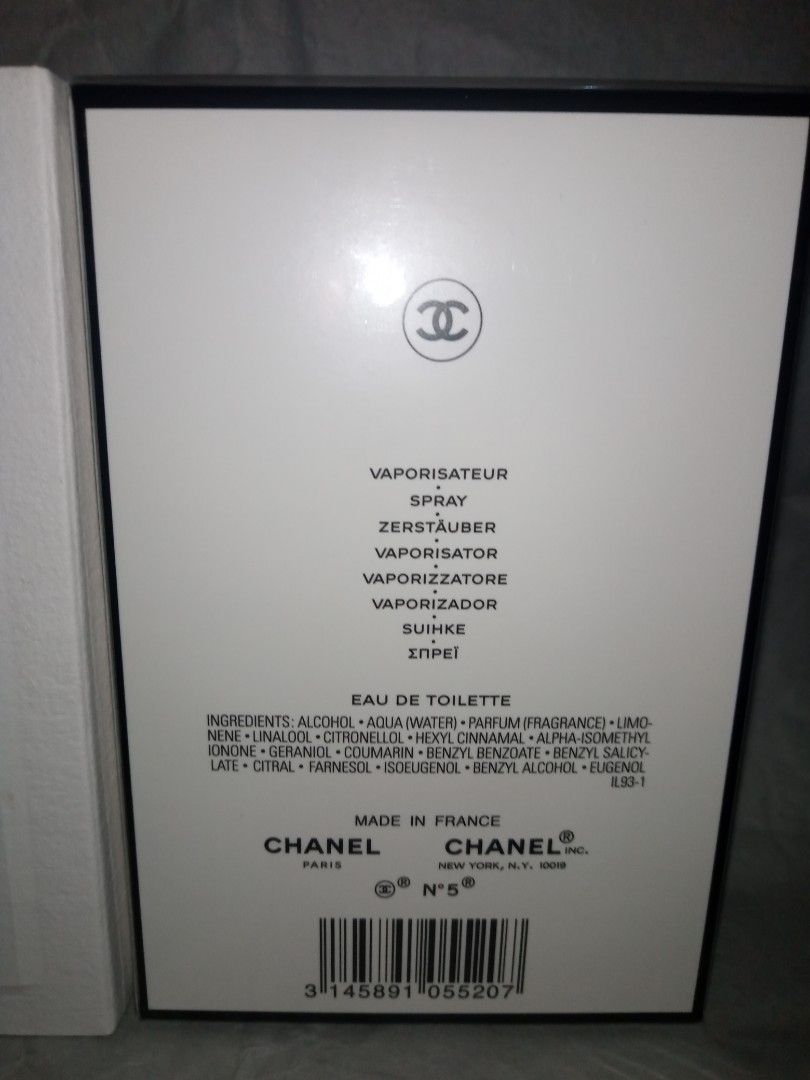 VAPORISATEUR
•
SPRAY
•
ZERSTÄUBER
•
VAPORISATOR
•
VAPORIZZATORE
•
VAPORIZADOR
•
SUIHKE
•
ΣΠΡΕΪ
EAU DE TOILETTE
INGREDIENTS: ALCOHOL • AQUA (WATER) • PARFUM (FRAGRANCE) • LIMO-
NENE • LINALOOL • CITRONELLOL • HEXYL CINNAMAL • ALPHA-ISOMETHYL
IONONE • GERANIOL • COUMARIN • BENZYL BENZOATE • BENZYL SALICY-
LATE • CITRAL • FARNESOL • ISOEUGENOL • BENZYL ALCOHOL • EUGENOL
IL93-1
MADE IN FRANCE
CHANEL CHANEL® INC.
PARIS NEW YORK, N.Y. 10019
® N°5®
3 145891 055207